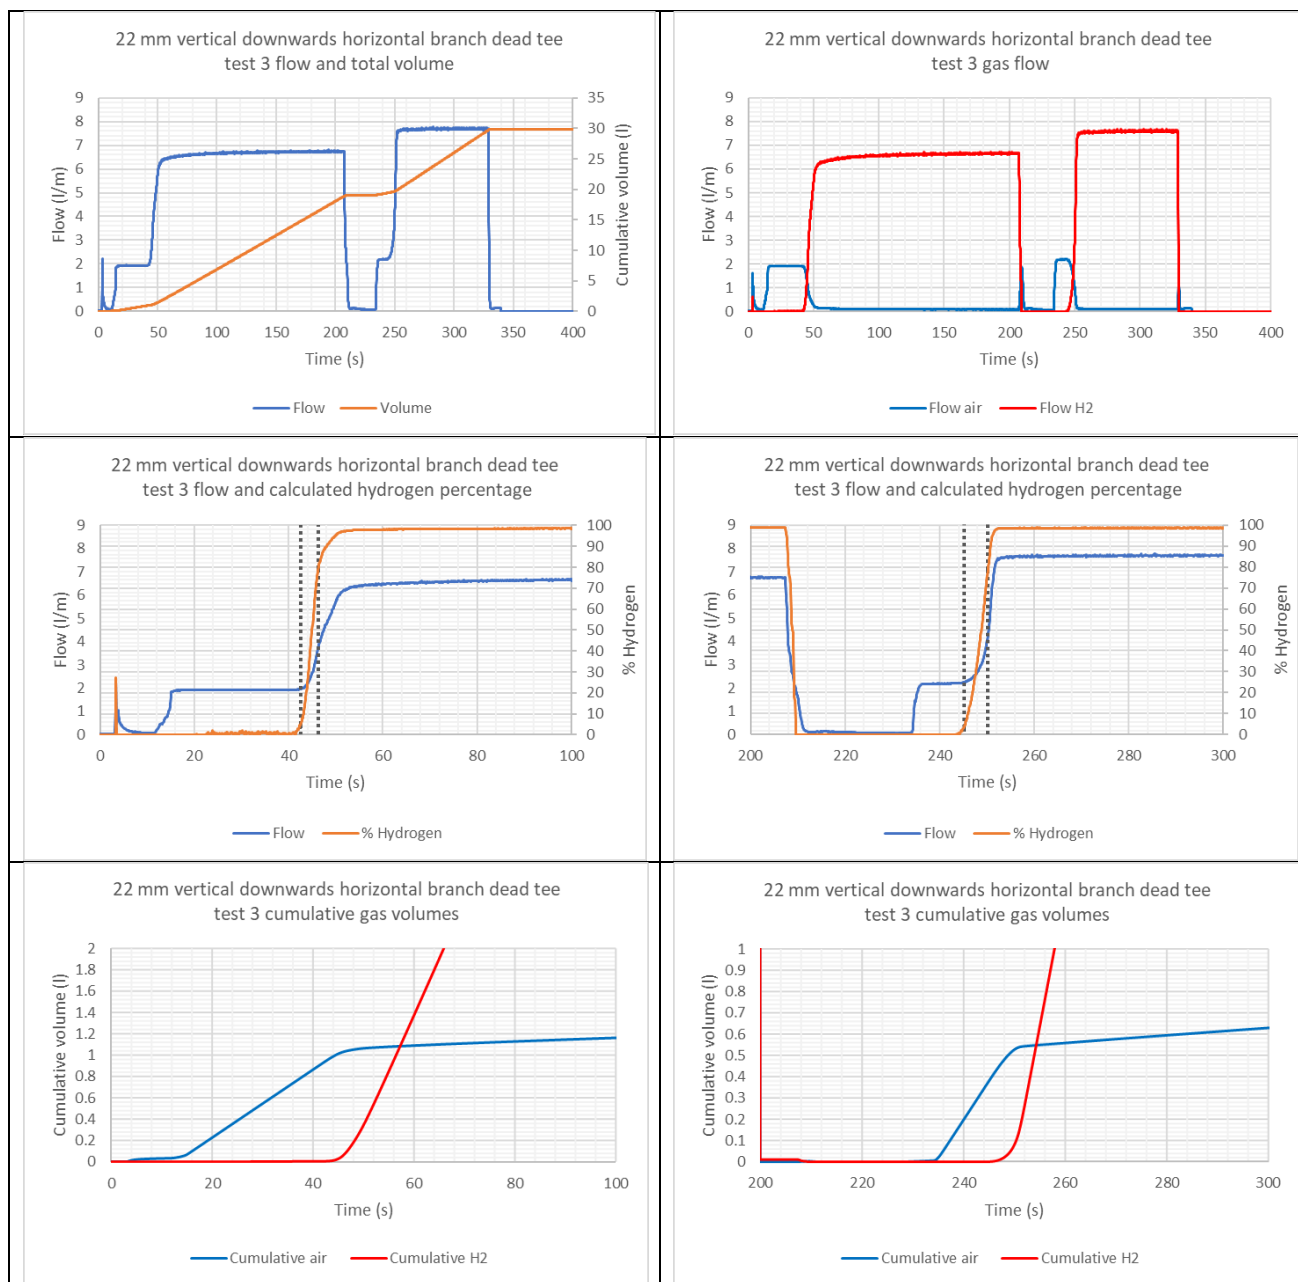 22 mm vertical downwards horizontal branch dead tee
test 3 flow and total volume
9
8
7
6
5
4
3
2
1
0
Flow (l/m)
35
30
25
20
15
10
5
0
Cumulative volume (l)
0 50 100 150 200 250 300 350 400
Time (s)
Flow Volume
22 mm vertical downwards horizontal branch dead tee
test 3 gas flow
9
8
7
6
5
4
3
2
1
0
Flow (l/m)
0 50 100 150 200 250 300 350 400
Time (s)
Flow air Flow H2
22 mm vertical downwards horizontal branch dead tee
test 3 flow and calculated hydrogen percentage
9
8
7
6
5
4
3
2
1
0
Flow (l/m)
100
90
80
70
60
50
40
30
20
10
0
% Hydrogen
0 20 40 60 80 100
Time (s)
Flow % Hydrogen
22 mm vertical downwards horizontal branch dead tee
test 3 flow and calculated hydrogen percentage
9
8
7
6
5
4
3
2
1
0
Flow (l/m)
100
90
80
70
60
50
40
30
20
10
0
% Hydrogen
200 220 240 260 280 300
Time (s)
Flow % Hydrogen
22 mm vertical downwards horizontal branch dead tee
test 3 cumulative gas volumes
2
1.8
1.6
1.4
1.2
1
0.8
0.6
0.4
0.2
0
Cumulative volume (l)
0 20 40 60 80 100
Time (s)
Cumulative air Cumulative H2
22 mm vertical downwards horizontal branch dead tee
test 3 cumulative gas volumes
1
0.9
0.8
0.7
0.6
0.5
0.4
0.3
0.2
0.1
0
Cumulative volume (l)
200 220 240 260 280 300
Time (s)
Cumulative air Cumulative H2